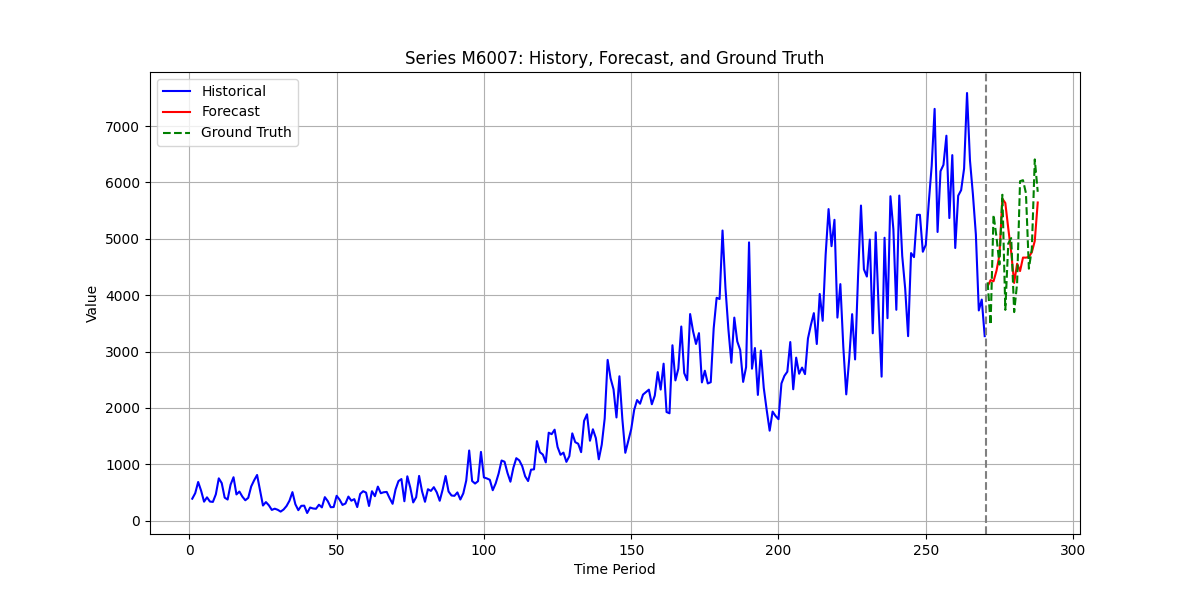 Series M6007: History, Forecast, and Ground Truth
Historical
Forecast
Ground Truth
Value
7000
6000
5000
4000
3000
2000
1000
0
0 50 100 150 200 250 300
Time Period